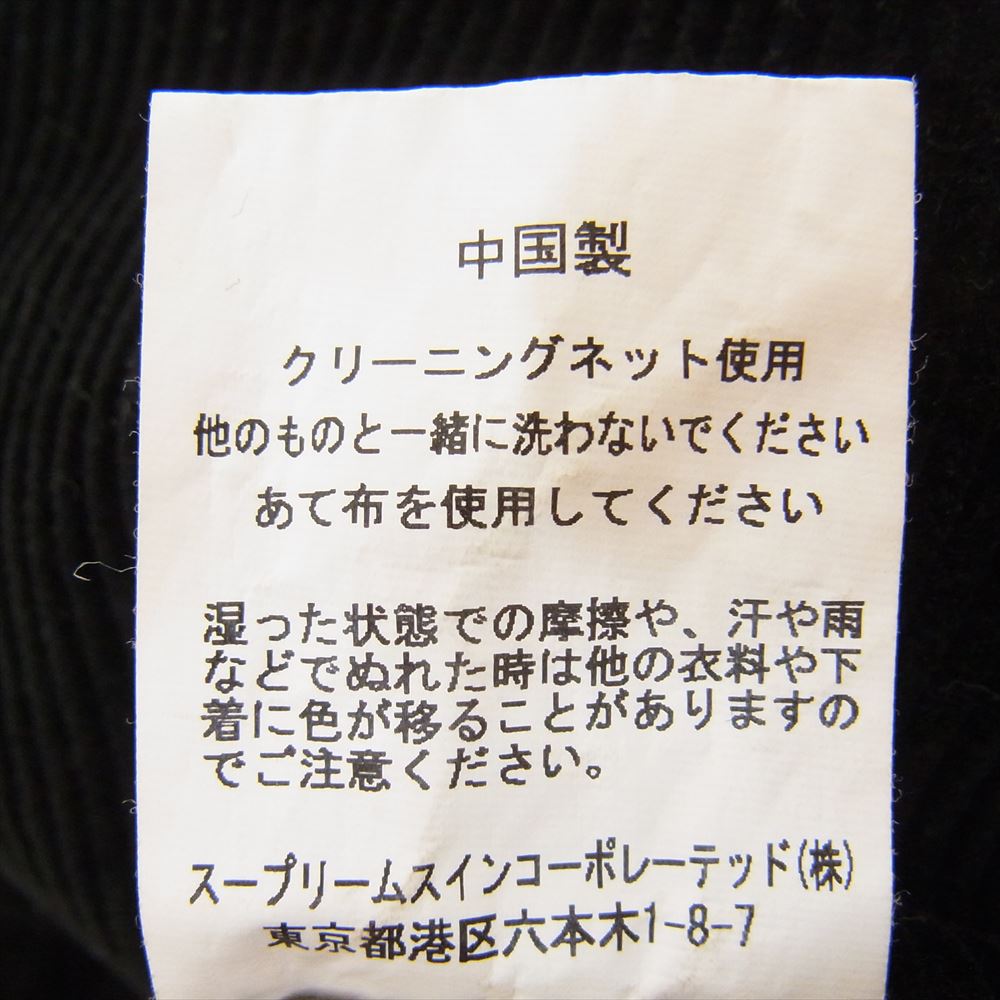 中国製
クリーニングネット使用
他のものと一緒に洗わないでください
あて布を使用してください
湿った状態での摩擦や、汗や雨
などでぬれた時は他の衣料や下
着に色が移ることがありますの
でご注意ください。
スープリームスインコーポレーテッド(株)
東京都港区六本木1-8-7